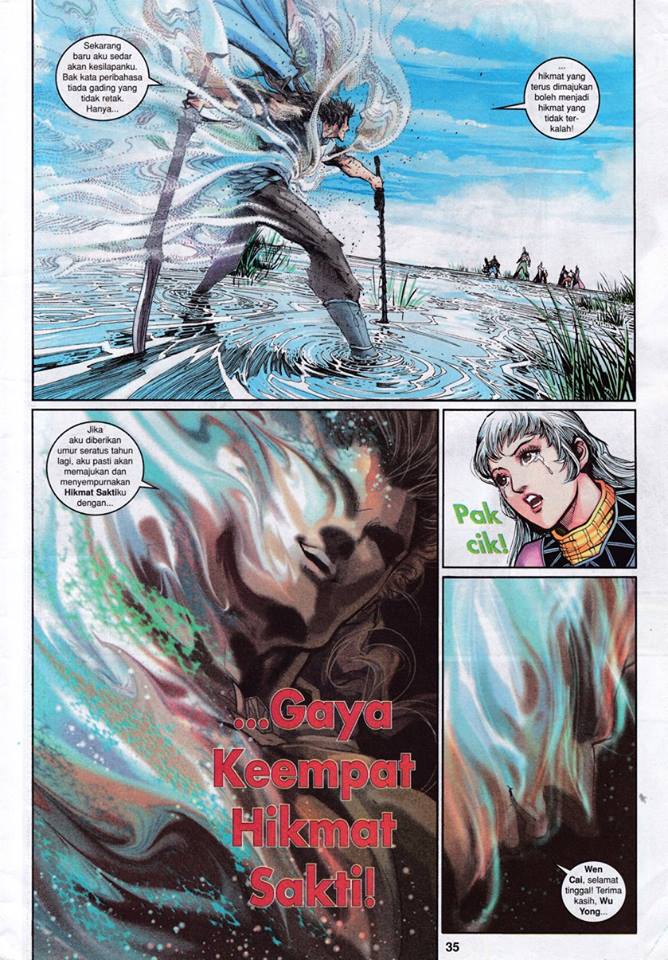 Sekarang
baru aku sedar
akan kesilapanku.
Bak kata peribahasa
tiada gading yang
tidak retak.
Hanya...
...
hikmat yang
terus dimajukan
boleh menjadi
hikmat yang
tidak ter-
kalah!
Jika
aku diberikan
umur seratus tahun
lagi, aku pasti akan
memajukan dan
menyempurnakan
Hikmat Saktiku
dengan...
...Gaya
Keempat
Hikmat
Sakti!
Pak
cik!
Wen
Cai, selamat
tinggal! Terima
kasih, Wu
Yong...
35